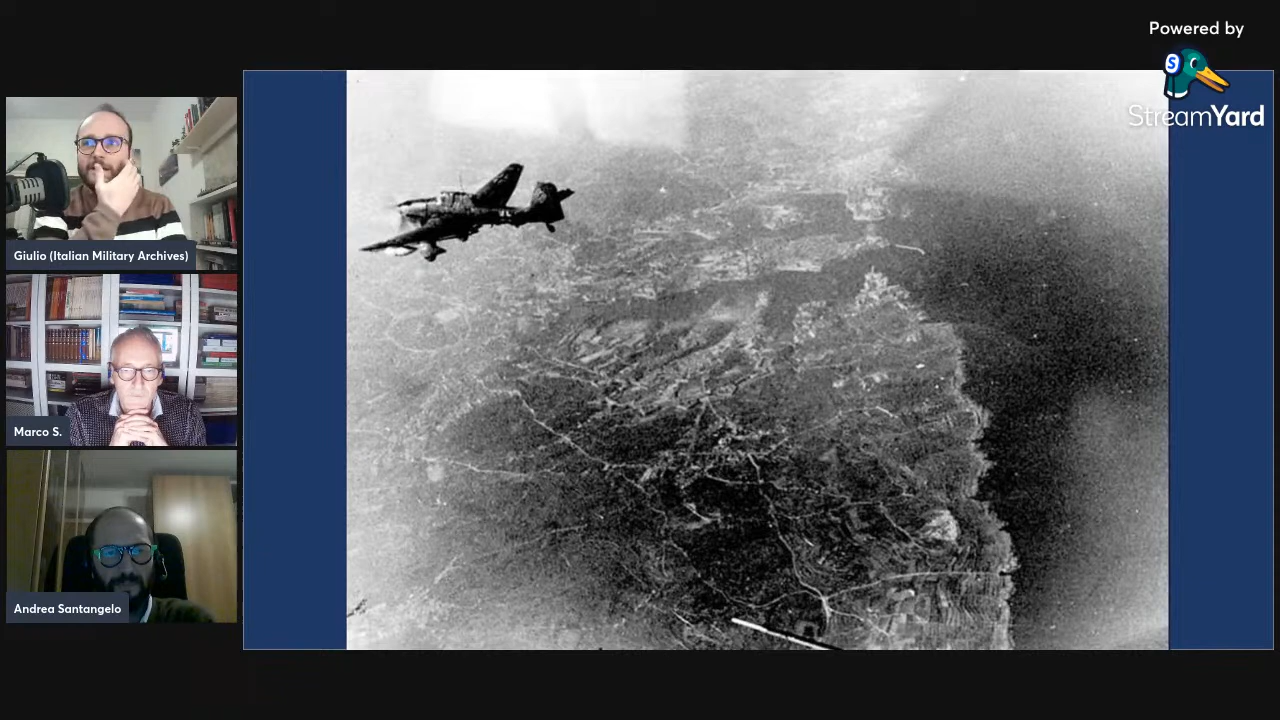 Powered by
StreamYard
Giulio (Italian Military Archives)
Marco S.
Andrea Santangelo